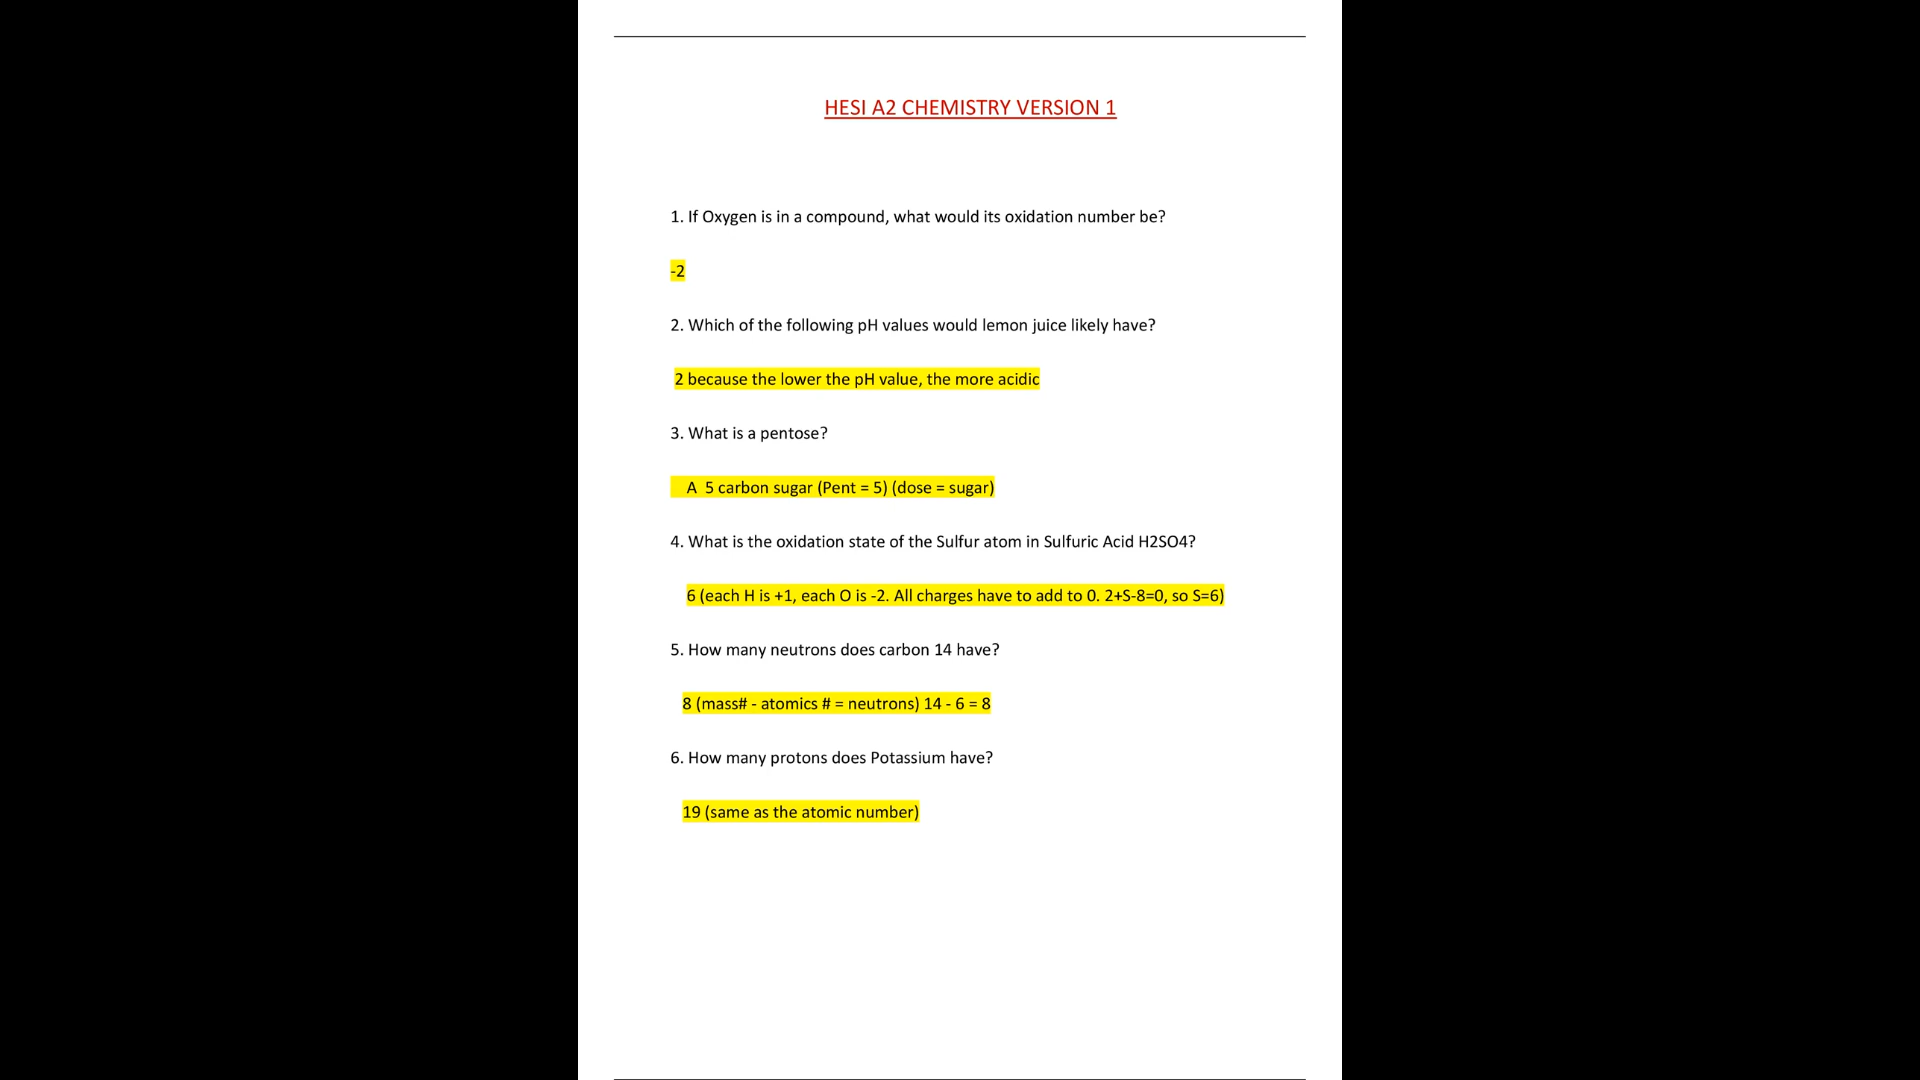 HESI A2 CHEMISTRY VERSION 1
1. If Oxygen is in a compound, what would its oxidation number be?
-2
2. Which of the following pH values would lemon juice likely have?
2 because the lower the pH value, the more acidic
3. What is a pentose?
A 5 carbon sugar (Pent = 5) (dose = sugar)
4. What is the oxidation state of the Sulfur atom in Sulfuric Acid H2SO4?
6 (each H is +1, each O is -2. All charges have to add to 0. 2+S-8=0, so S=6)
5. How many neutrons does carbon 14 have?
8 (mass# - atomics # = neutrons) 14 - 6 = 8
6. How many protons does Potassium have?
19 (same as the atomic number)